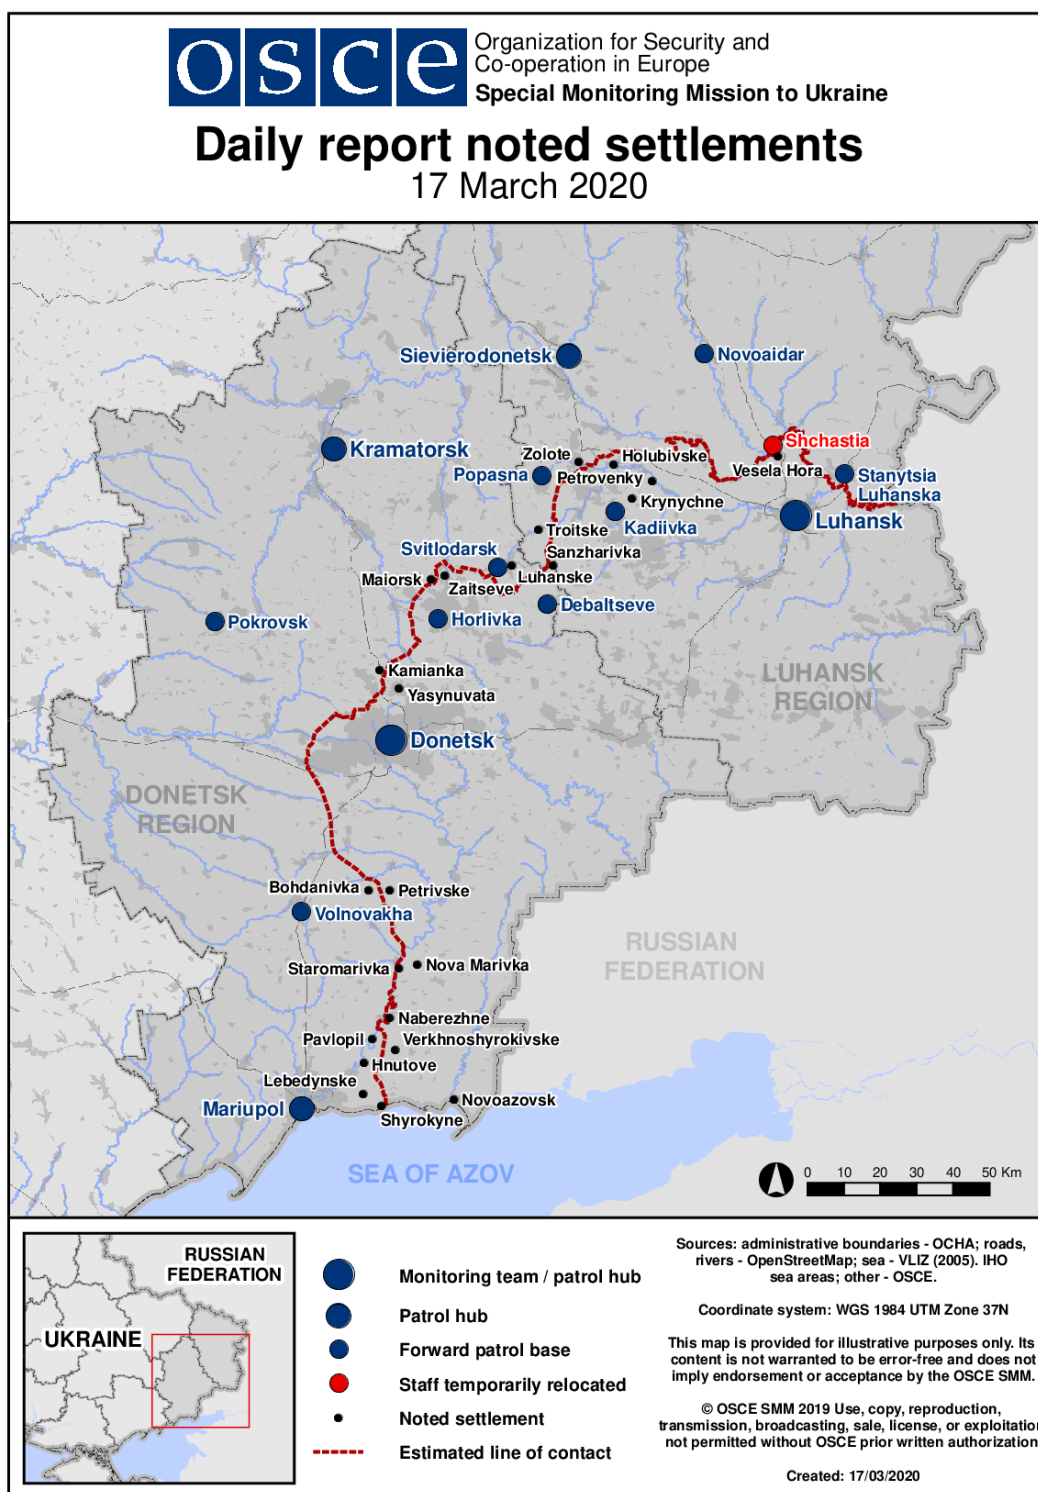 osce
Organization for Security and
Co-operation in Europe
Special Monitoring Mission to Ukraine
Daily report noted settlements
17 March 2020
Sievierodonetsk
Novoaidar
Kramatorsk
Shchastia
Zolote
Holubivske
Vesela Hora
Popasna
Petrovenky
Stanytsia
Luhanska
Krynychne
Kadiivka
Luhansk
Troitske
Svitlodarsk
Sanzharivka
Maiorsk
Zaitseve
Luhanske
Debaltseve
Pokrovsk
Horlivka
Kamianka
Yasynuvata
LUHANSK
REGION
Donetsk
DONETSK
REGION
Bohdanivka
Petrivske
Volnovakha
RUSSIAN
FEDERATION
Staromarivka
Nova Marivka
Naberezhne
Pavlopil
Verkhnoshyrokivske
Hnutove
Lebedynske
Novoazovsk
Mariupol
Shyrokyne
SEA OF AZOV
0 10 20 30 40 50 Km
RUSSIAN
FEDERATION
UKRAINE
Monitoring team / patrol hub
Patrol hub
Forward patrol base
Staff temporarily relocated
Noted settlement
Estimated line of contact
Sources: administrative boundaries - OCHA; roads,
rivers - OpenStreetMap; sea - VLIZ (2005). IHO
sea areas; other - OSCE.
Coordinate system: WGS 1984 UTM Zone 37N
This map is provided for illustrative purposes only. Its
content is not warranted to be error-free and does not
imply endorsement or acceptance by the OSCE SMM.
© OSCE SMM 2019 Use, copy, reproduction,
transmission, broadcasting, sale, license, or exploitation
not permitted without OSCE prior written authorization
Created: 17/03/2020